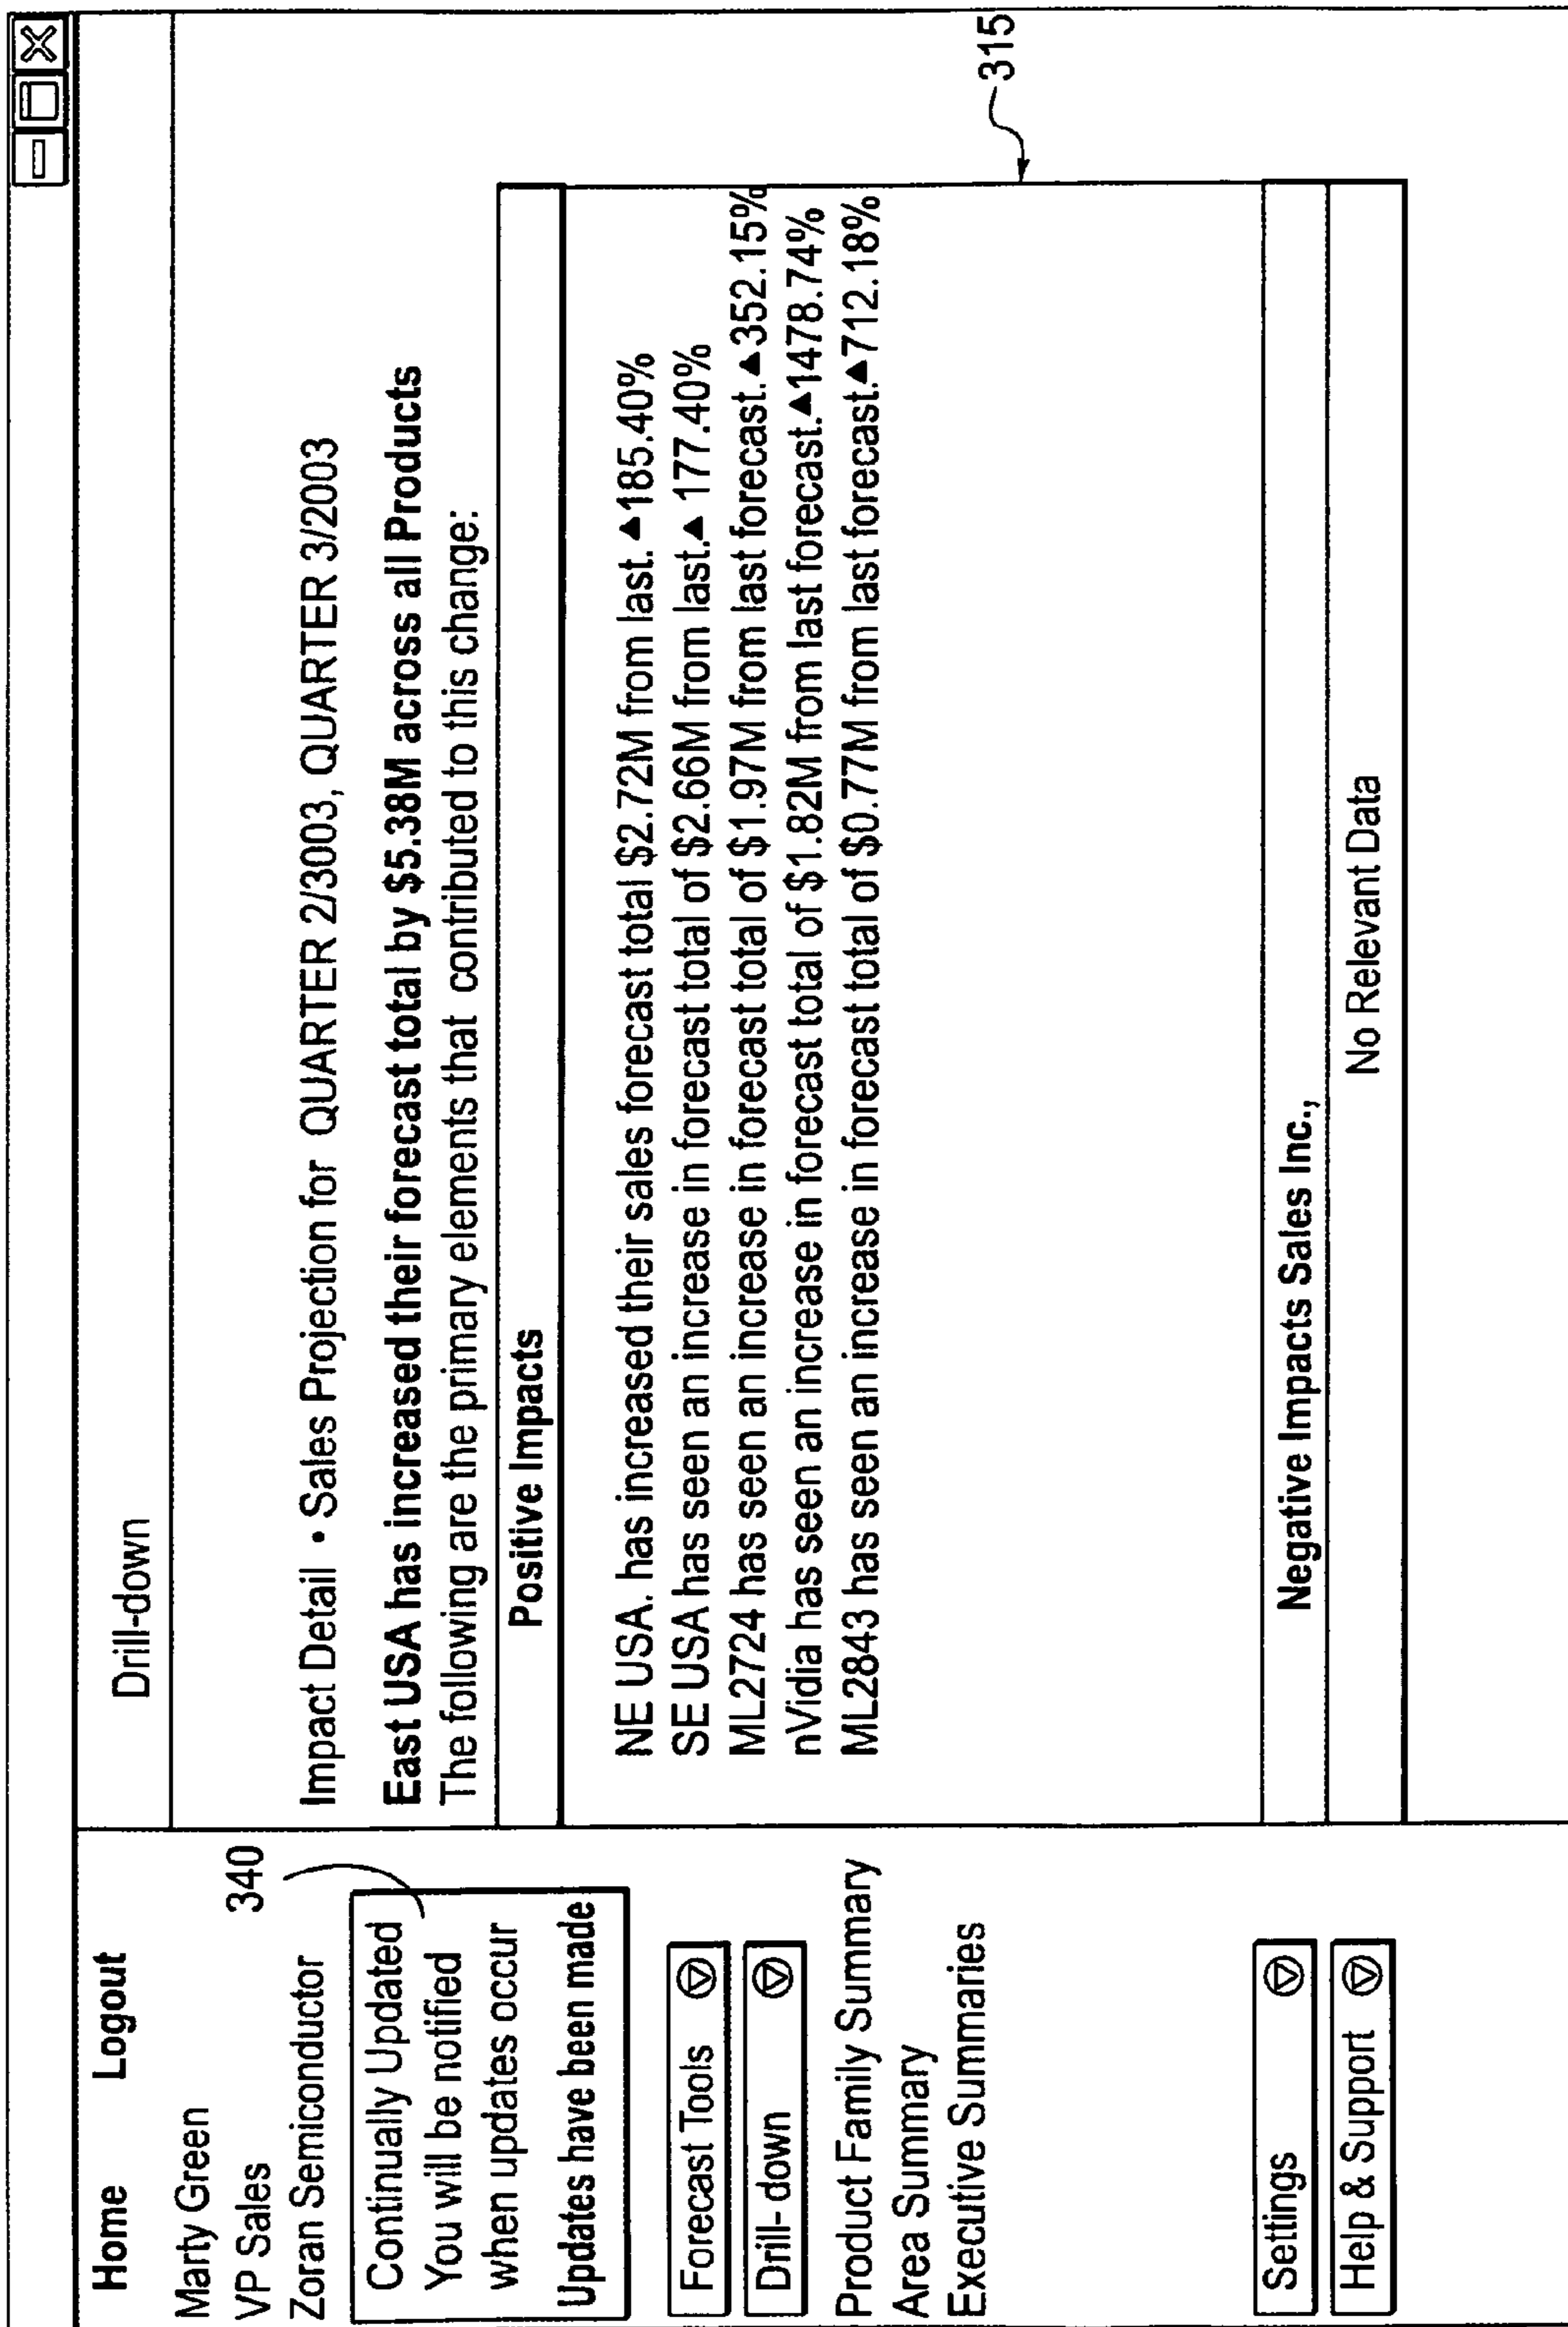 Home Logout
Marty Green
VP Sales
Zoran Semiconductor
340
Continually Updated
You will be notified
when updates occur
Updates have been made
Forecast Tools
Drill- down
Product Family Summary
Area Summary
Executive Summaries
Settings
Help & Support
Drill-down
Impact Detail • Sales Projection for QUARTER 2/3003, QUARTER 3/2003
East USA has increased their forecast total by $5.38M across all Products
The following are the primary elements that contributed to this change:
Positive Impacts
NE USA. has increased their sales forecast total $2.72M from last. ▲185.40%
SE USA has seen an increase in forecast total of $2.66M from last.▲ 177.40%
ML2724 has seen an increase in forecast total of $1.97M from last forecast.▲352.15%
nVidia has seen an increase in forecast total of $1.82M from last forecast.▲1478.74%
ML2843 has seen an increase in forecast total of $0.77M from last forecast.▲712.18%
315
Negative Impacts Sales Inc.,
No Relevant Data